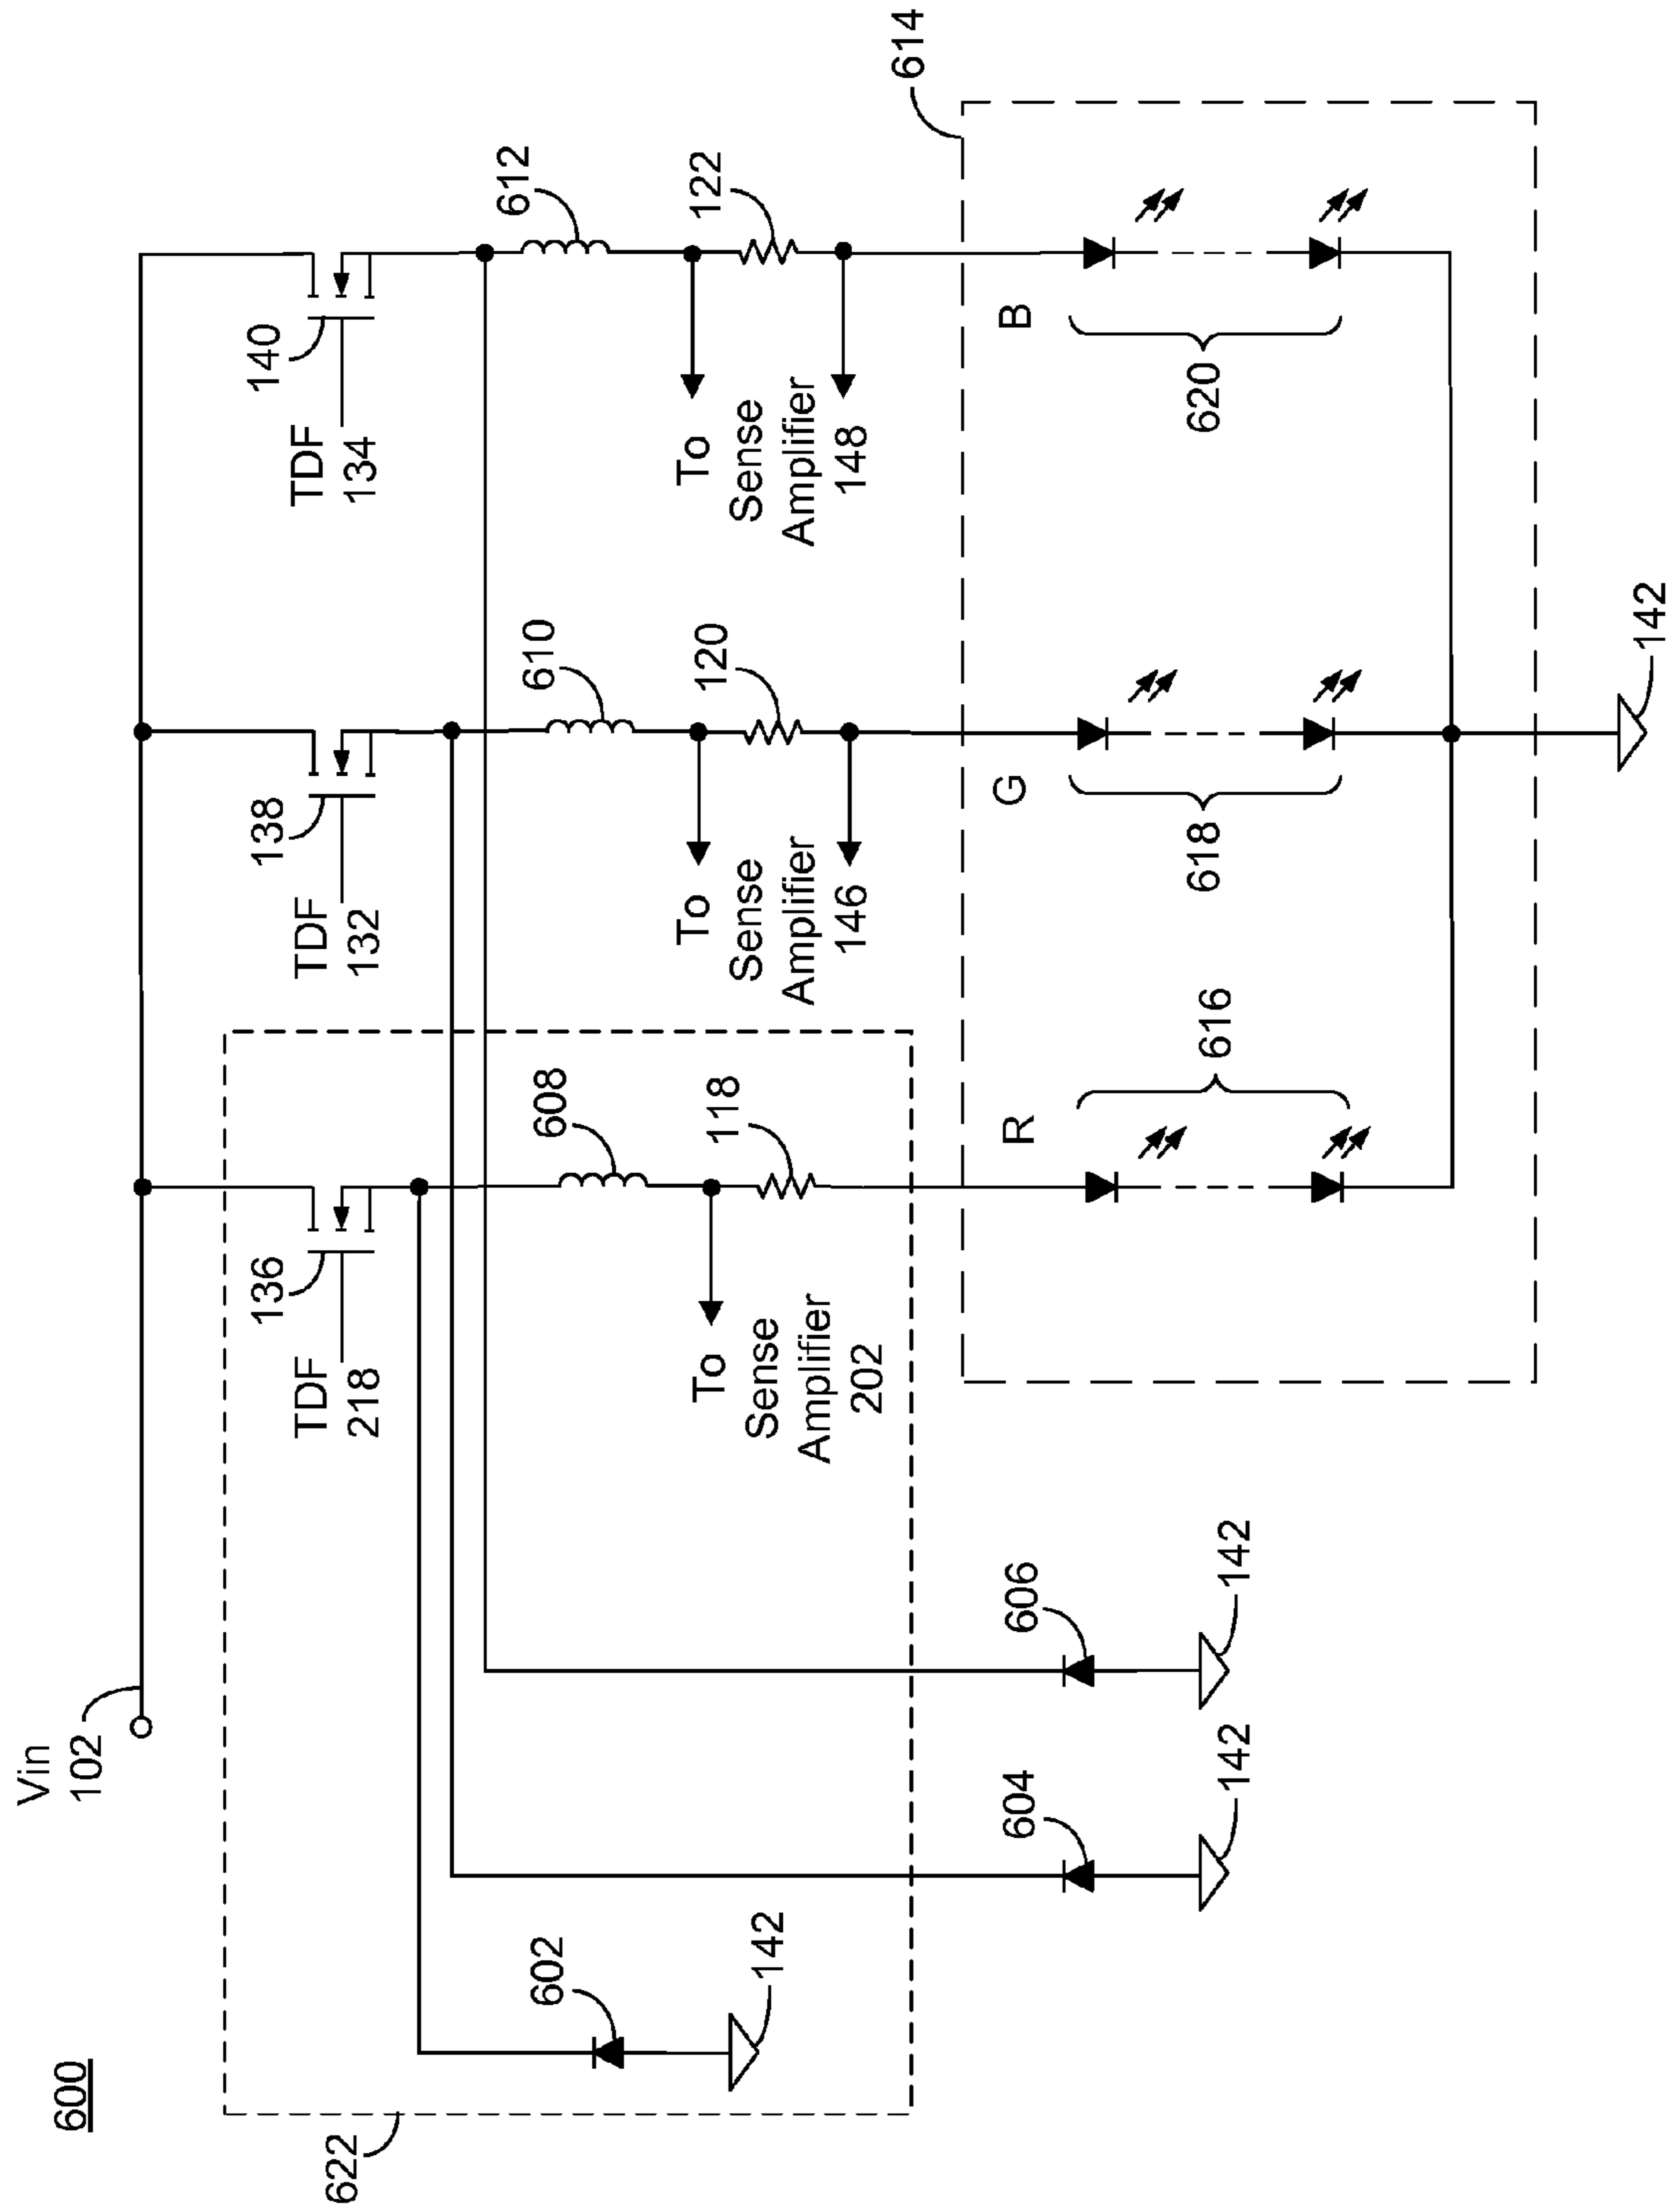 600
Vin
102
622
TDF
218
136
TDF
132
138
TDF
134
140
602
142
608
118
To
Sense
Amplifier
202
610
120
To
Sense
Amplifier
146
612
122
To
Sense
Amplifier
148
604
142
606
142
614
R
616
G
618
B
620
142